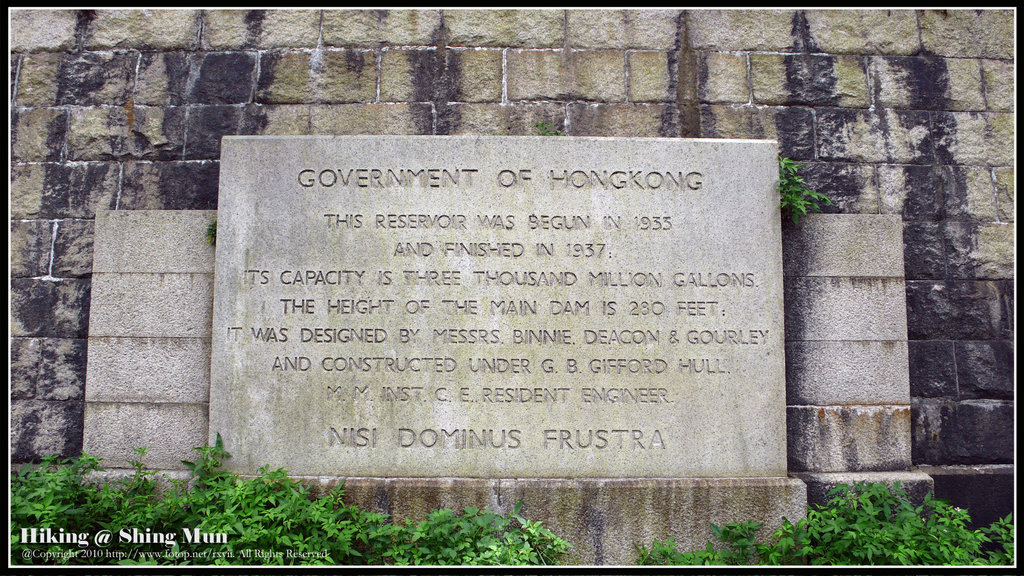 GOVERNMENT OF HONGKONG
THIS RESERVOIR WAS BEGUN IN 1933
AND FINISHED IN 1937;
ITS CAPACITY IS THREE THOUSAND MILLION GALLONS.
THE HEIGHT OF THE MAIN DAM IS 280 FEET;
IT WAS DESIGNED BY MESSRS. BINNIE, DEACON & GOURLEY
AND CONSTRUCTED UNDER G. B. GIFFORD HULL,
M. M. INST. C. E. RESIDENT ENGINEER.
NISI DOMINUS FRUSTRA
Hiking @ Shing Mun
@Copyright 2010 http://www.fotop.net/rxvii. All Rights Reserved